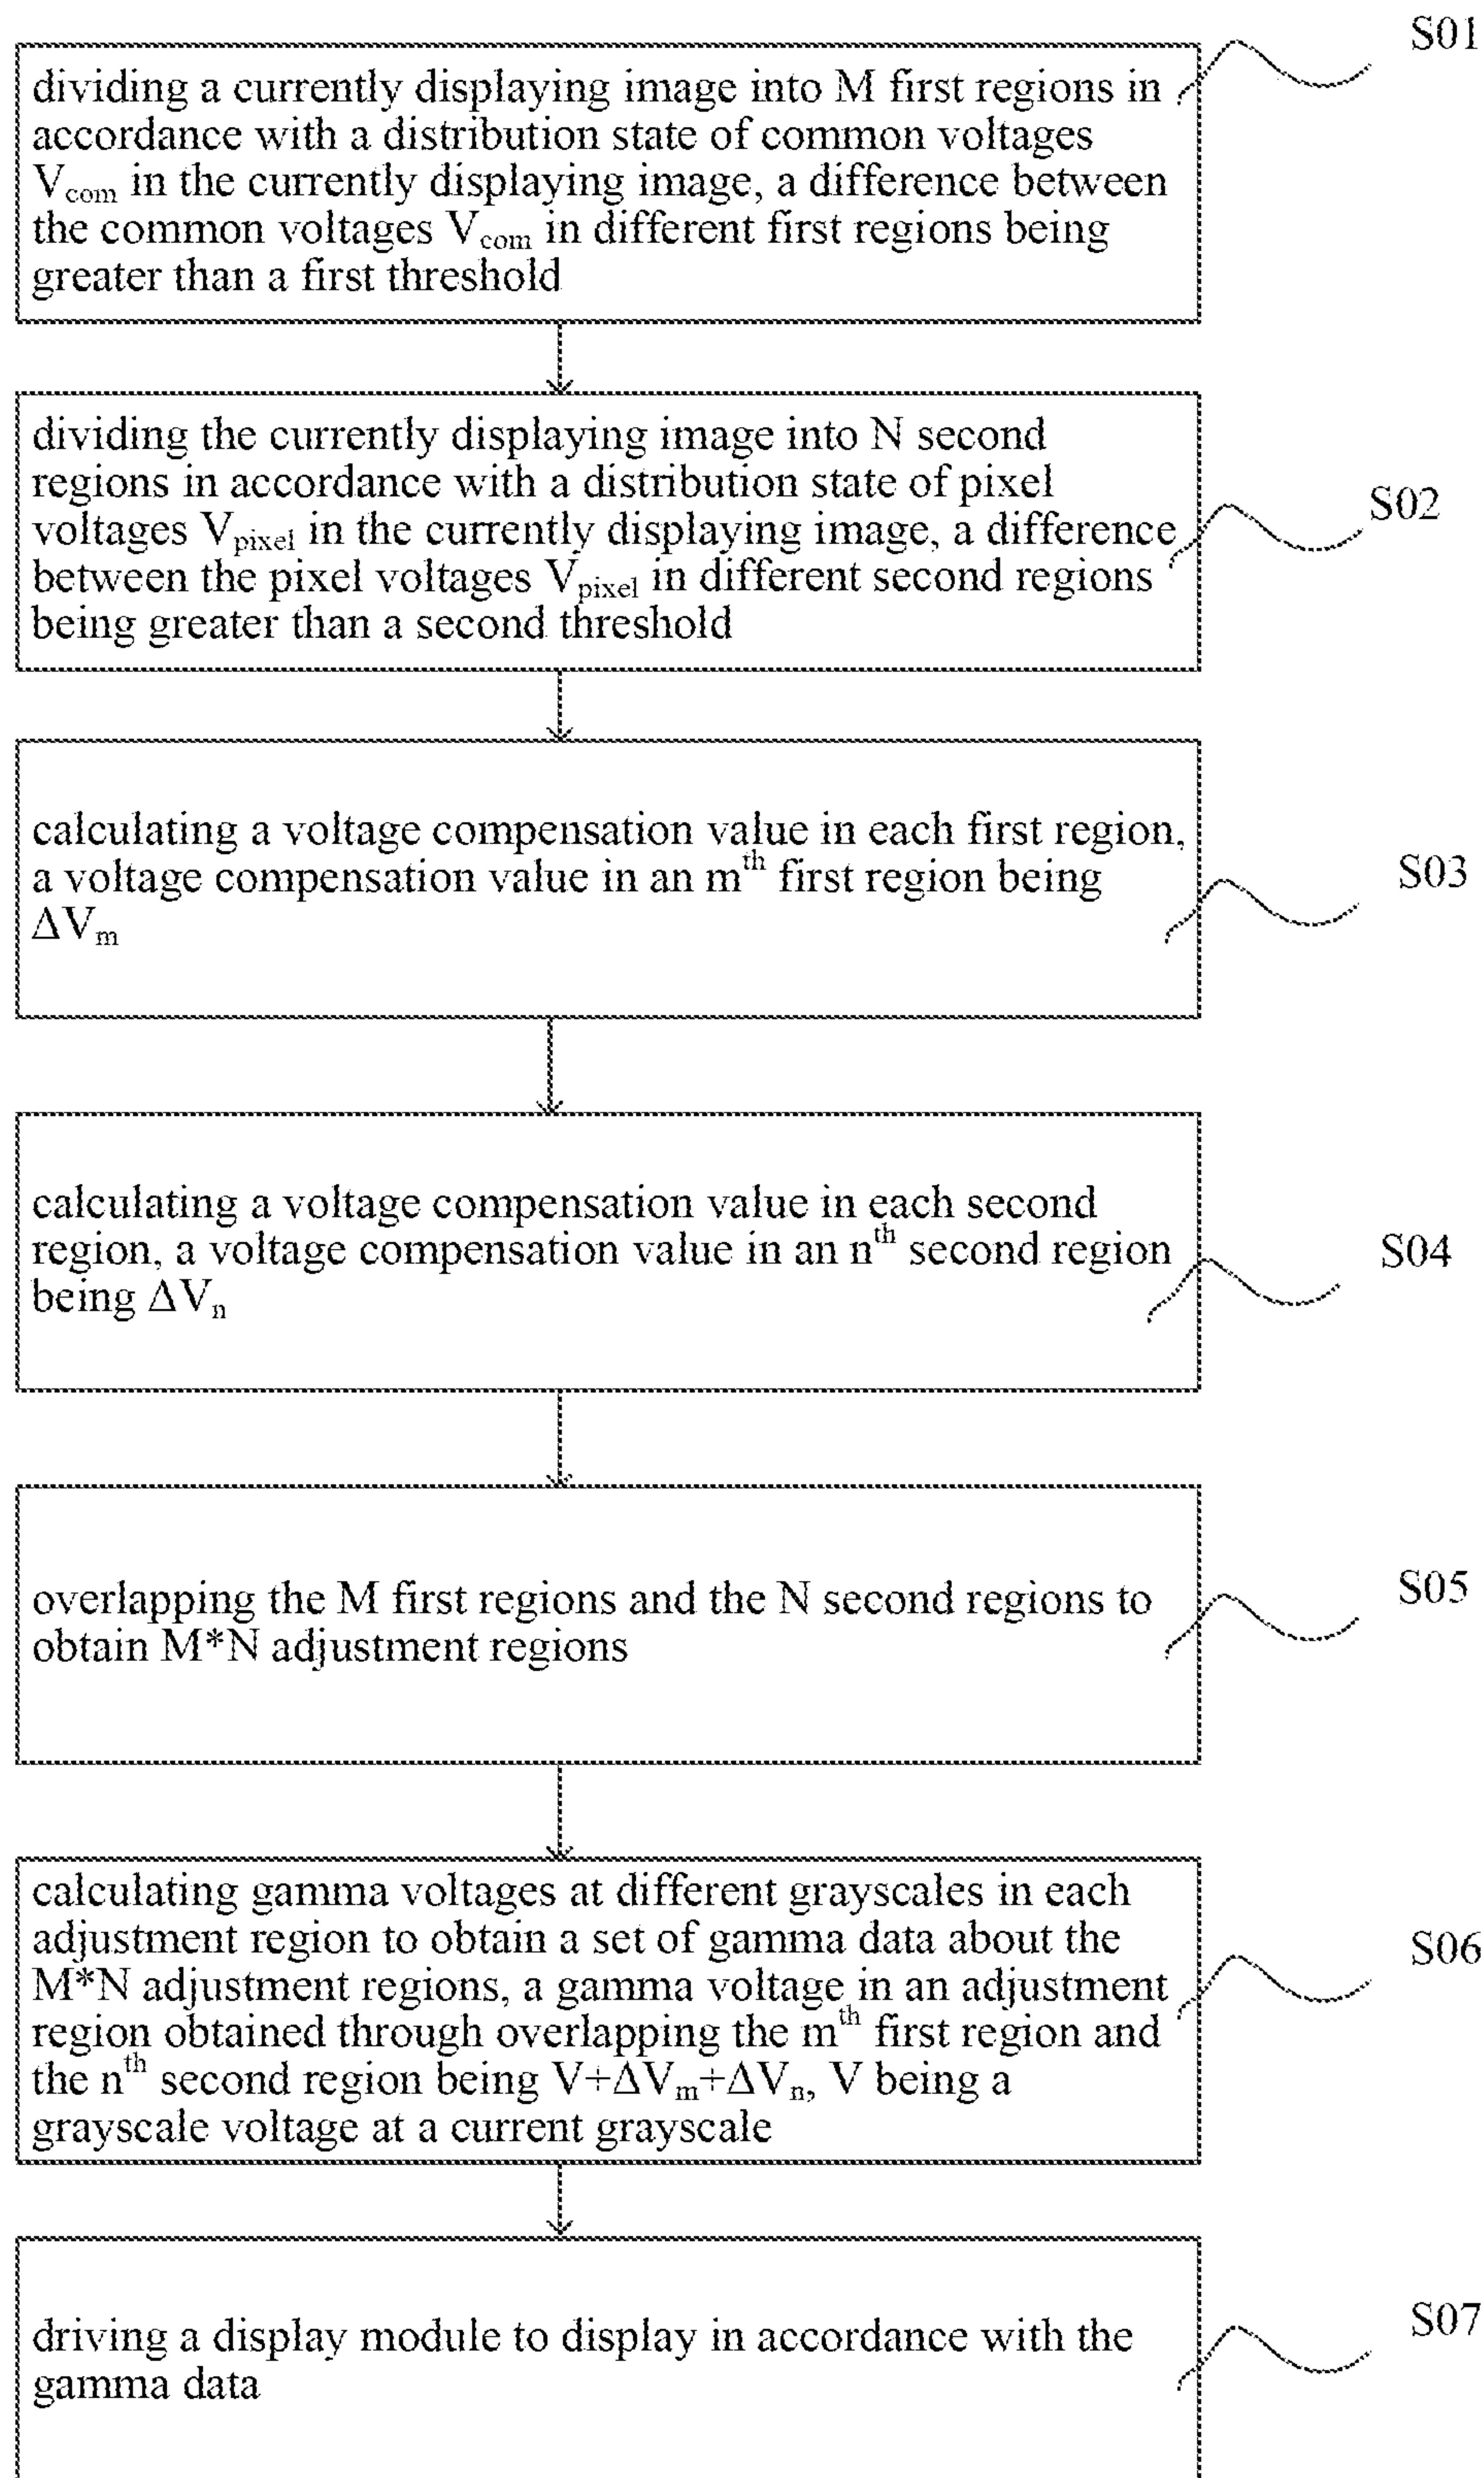 S01
dividing a currently displaying image into M first regions in
accordance with a distribution state of common voltages
Vcom in the currently displaying image, a difference between
the common voltages Vcom in different first regions being
greater than a first threshold
dividing the currently displaying image into N second
regions in accordance with a distribution state of pixel
voltages Vpixel in the currently displaying image, a difference
between the pixel voltages Vpixel in different second regions
being greater than a second threshold
S02
calculating a voltage compensation value in each first region,
a voltage compensation value in an mth first region being
ΔVm
S03
calculating a voltage compensation value in each second
region, a voltage compensation value in an nth second region
being ΔVn
S04
overlapping the M first regions and the N second regions to
obtain M*N adjustment regions
S05
calculating gamma voltages at different grayscales in each
adjustment region to obtain a set of gamma data about the
M*N adjustment regions, a gamma voltage in an adjustment
region obtained through overlapping the mth first region and
the nth second region being V+ΔVm+ΔVn, V being a
grayscale voltage at a current grayscale
S06
driving a display module to display in accordance with the
gamma data
S07